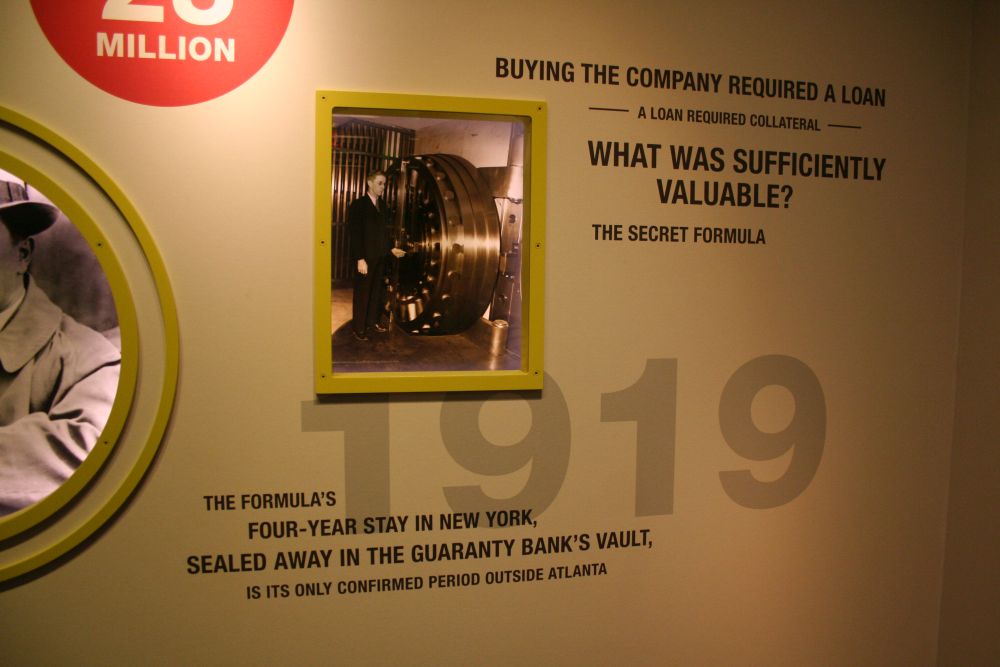 MILLION
BUYING THE COMPANY REQUIRED A LOAN
A LOAN REQUIRED COLLATERAL
WHAT WAS SUFFICIENTLY
VALUABLE?
THE SECRET FORMULA
1919
THE FORMULA'S
FOUR-YEAR STAY IN NEW YORK,
SEALED AWAY IN THE GUARANTY BANK'S VAULT,
IS ITS ONLY CONFIRMED PERIOD OUTSIDE ATLANTA